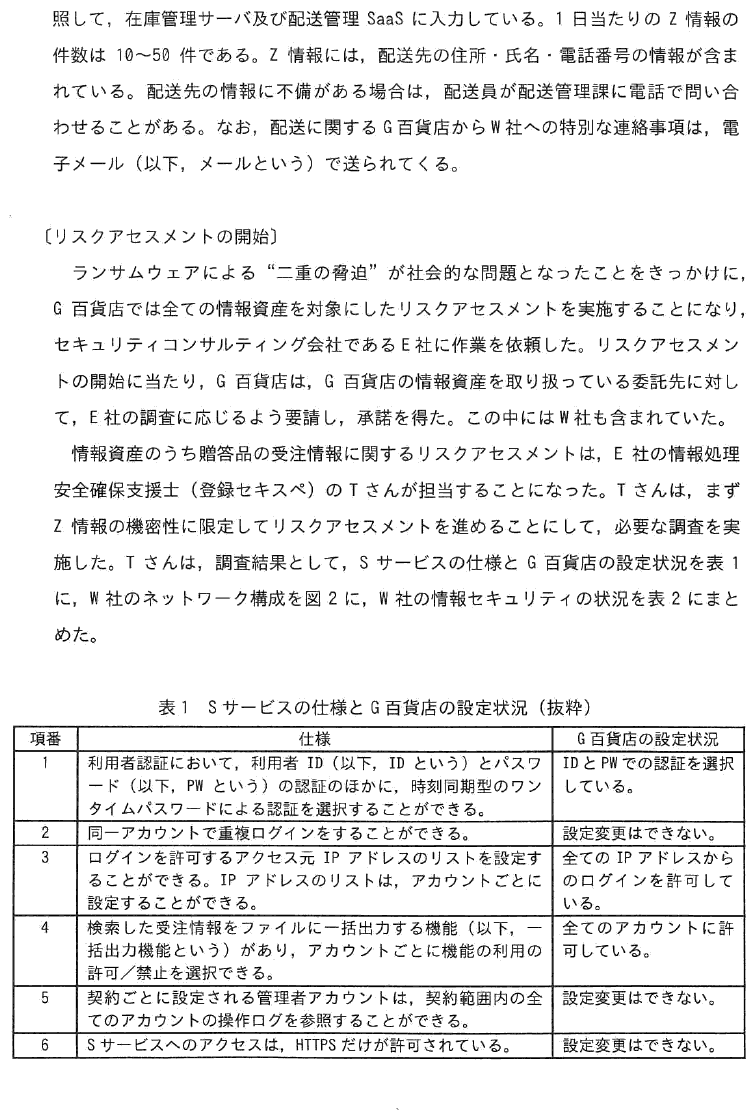 照して，在庫管理サーバ及び配送管理 SaaS に入力している。1 日当たりの Z 情報の
件数は 10～50 件である。Z 情報には，配送先の住所・氏名・電話番号の情報が含ま
れている。配送先の情報に不備がある場合は，配送員が配送管理課に電話で問い合
わせることがある。なお，配送に関する G 百貨店から W 社への特別な連絡事項は，電
子メール（以下，メールという）で送られてくる。
〔リスクアセスメントの開始〕
ランサムウェアによる“二重の脅迫”が社会的な問題となったことをきっかけに，
G 百貨店では全ての情報資産を対象にしたリスクアセスメントを実施することになり，
セキュリティコンサルティング会社である E 社に作業を依頼した。リスクアセスメン
トの開始に当たり，G 百貨店は，G 百貨店の情報資産を取り扱っている委託先に対し
て，E 社の調査に応じるよう要請し，承諾を得た。この中には W 社も含まれていた。
情報資産のうち贈答品の受注情報に関するリスクアセスメントは，E 社の情報処理
安全確保支援士（登録セキスペ）の T さんが担当することになった。T さんは，まず
Z 情報の機密性に限定してリスクアセスメントを進めることにして，必要な調査を実
施した。T さんは，調査結果として，S サービスの仕様と G 百貨店の設定状況を表 1
に，W 社のネットワーク構成を図 2 に，W 社の情報セキュリティの状況を表 2 にまと
めた。
表 1　S サービスの仕様と G 百貨店の設定状況（抜粋）
項番　仕様　G 百貨店の設定状況
1　利用者認証において，利用者 ID（以下，ID という）とパスワ
ード（以下，PW という）の認証のほかに，時刻同期型のワン
タイムパスワードによる認証を選択することができる。
ID と PW での認証を選択
している。
2　同一アカウントで重複ログインをすることができる。　設定変更はできない。
3　ログインを許可するアクセス元 IP アドレスのリストを設定す
ることができる。IP アドレスのリストは，アカウントごとに
設定することができる。
全ての IP アドレスから
のログインを許可して
いる。
4　検索した受注情報をファイルに一括出力する機能（以下，一
括出力機能という）があり，アカウントごとに機能の利用の
許可／禁止を選択できる。
全てのアカウントに許
可している。
5　契約ごとに設定される管理者アカウントは，契約範囲内の全
てのアカウントの操作ログを参照することができる。
設定変更はできない。
6　S サービスへのアクセスは，HTTPS だけが許可されている。　設定変更はできない。